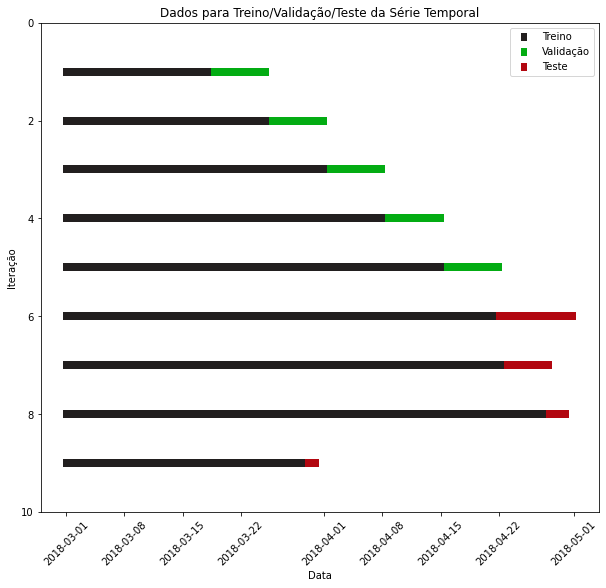 Dados para Treino/Validação/Teste da Série Temporal
Treino
Validação
Teste
0
2
4
6
8
10
Iteração
2018-03-01
2018-03-08
2018-03-15
2018-03-22
2018-04-01
2018-04-08
2018-04-15
2018-04-22
2018-05-01
Data